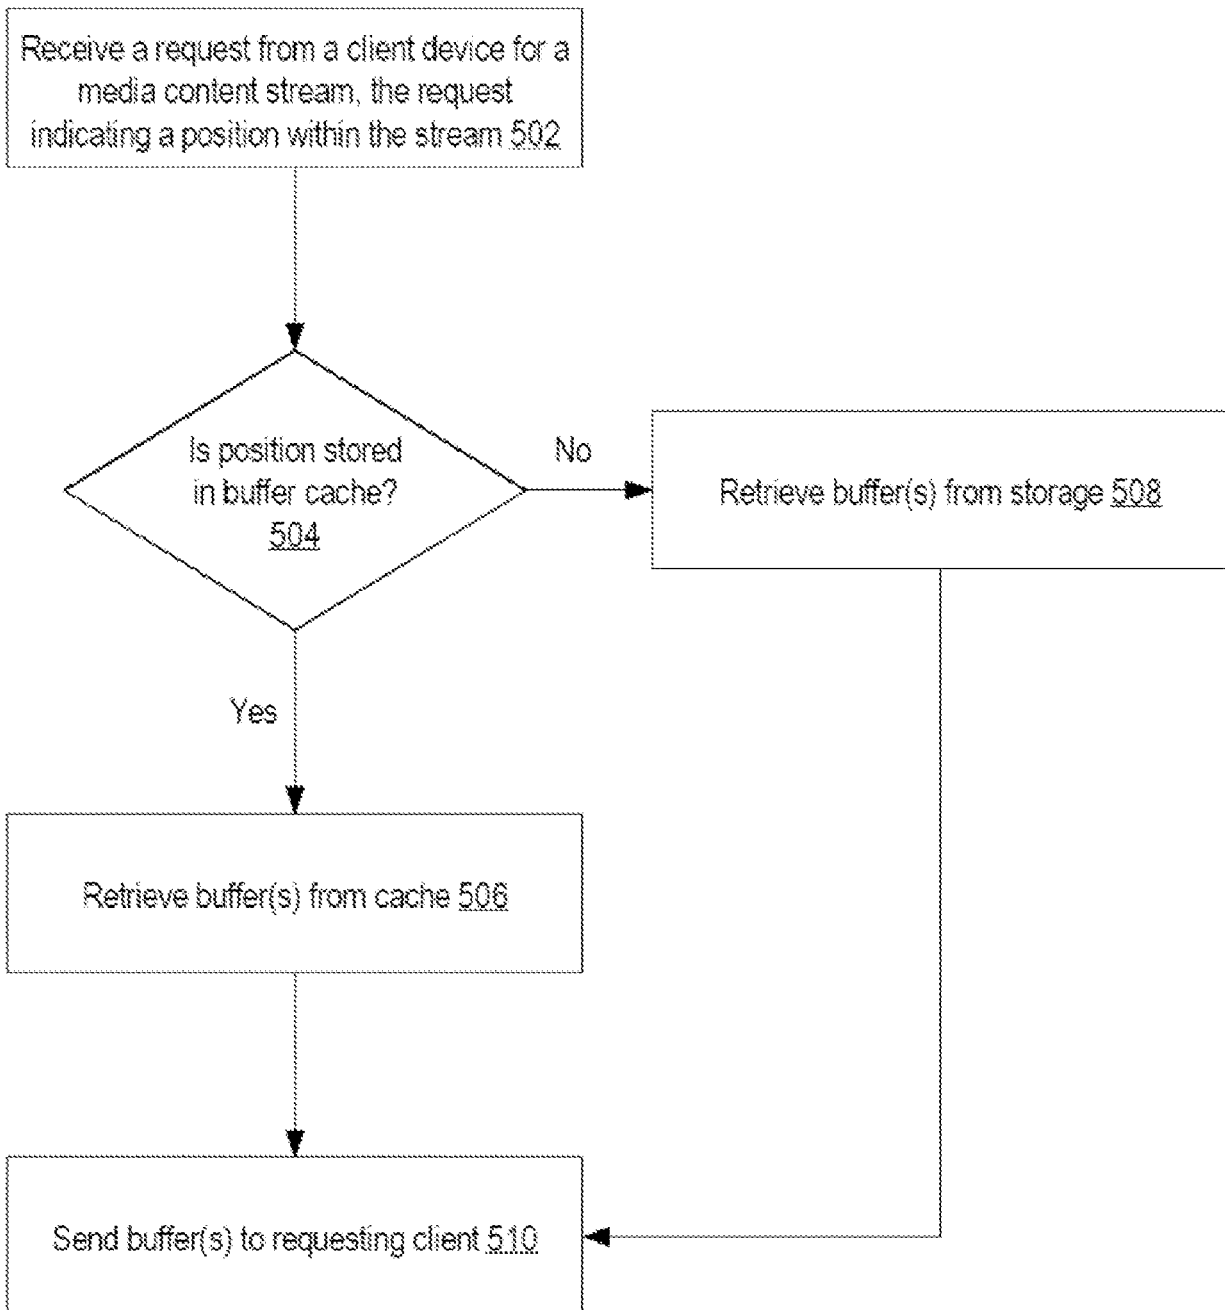 Receive a request from a client device for a
media content stream, the request
indicating a position within the stream 502
Is position stored
in buffer cache?
504
No
Retrieve buffer(s) from storage 508
Yes
Retrieve buffer(s) from cache 506
Send buffer(s) to requesting client 510